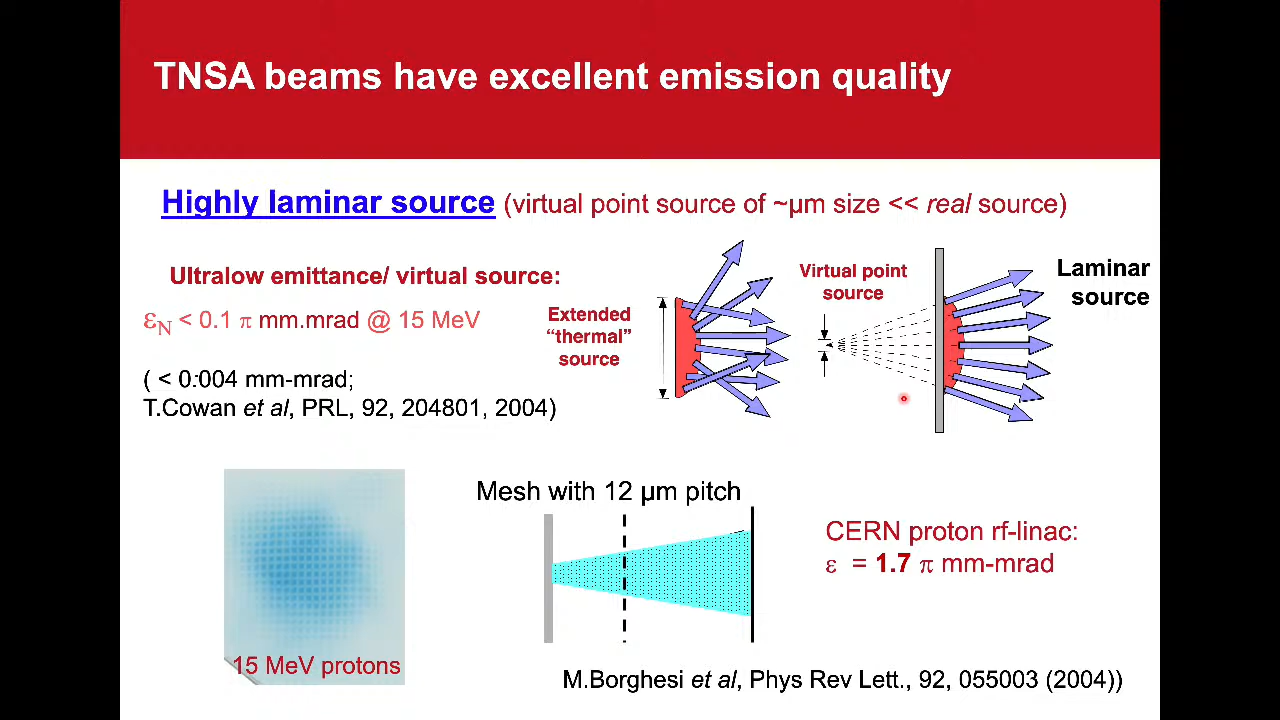 TNSA beams have excellent emission quality
Highly laminar source (virtual point source of ~µm size << real source)
Ultralow emittance/ virtual source:
εN < 0.1 π mm.mrad @ 15 MeV
( < 0.004 mm-mrad;
T.Cowan et al, PRL, 92, 204801, 2004)
Extended
“thermal”
source
Virtual point
source
Laminar
source
Mesh with 12 µm pitch
15 MeV protons
CERN proton rf-linac:
ε = 1.7 π mm-mrad
M.Borghesi et al, Phys Rev Lett., 92, 055003 (2004))